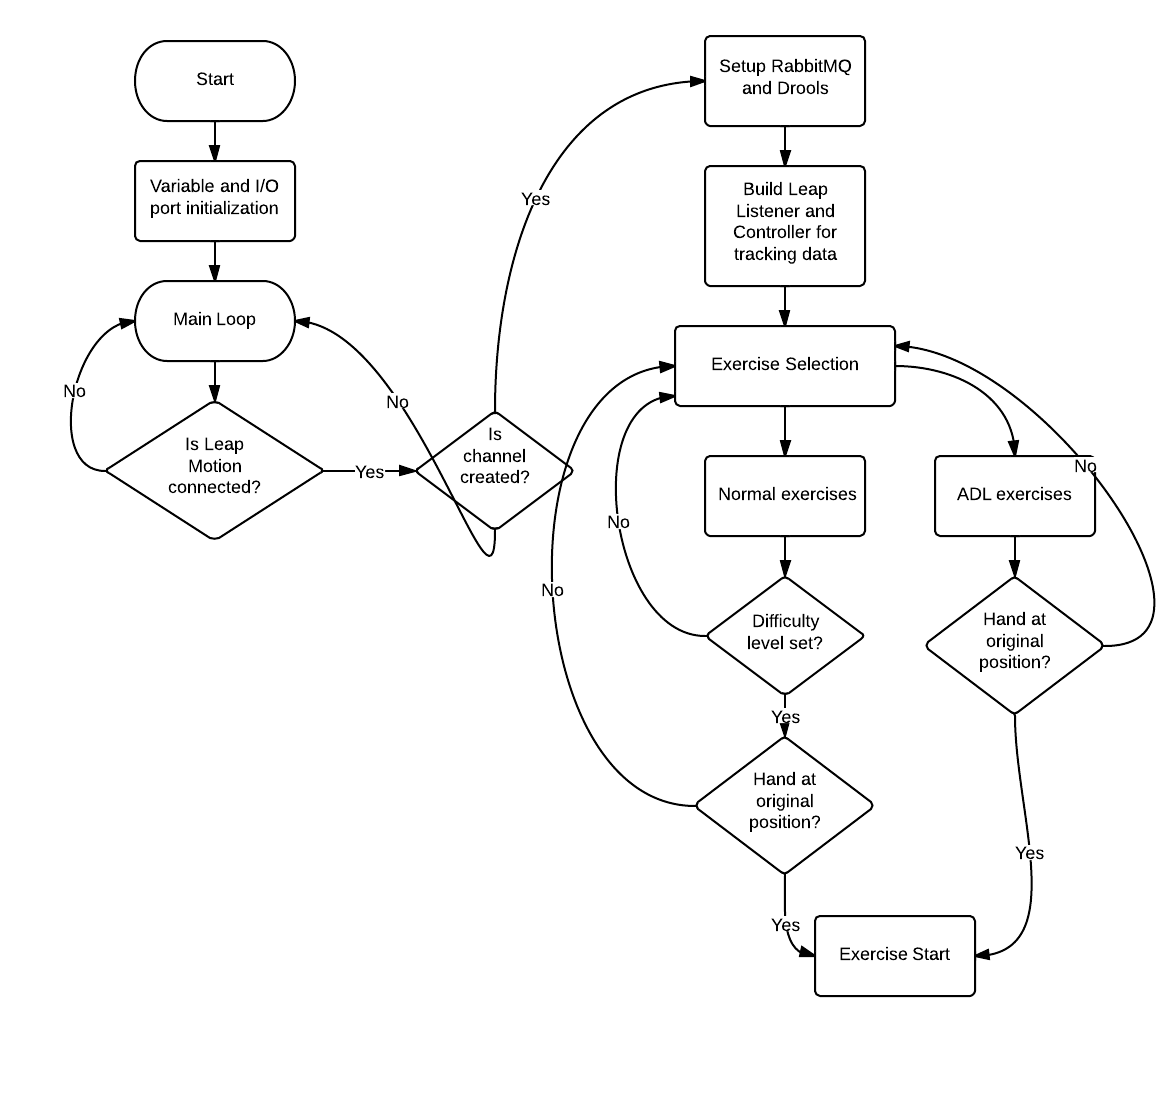 Start
Variable and I/O
port initialization
Main Loop
No
Is Leap
Motion
connected?
Yes
No
Is
channel
created?
Yes
Setup RabbitMQ
and Drools
Build Leap
Listener and
Controller for
tracking data
Exercise Selection
Normal exercises
ADL exercises
No
No
Difficulty
level set?
Hand at
original
position?
No
Yes
Hand at
original
position?
Yes
Yes
Exercise Start